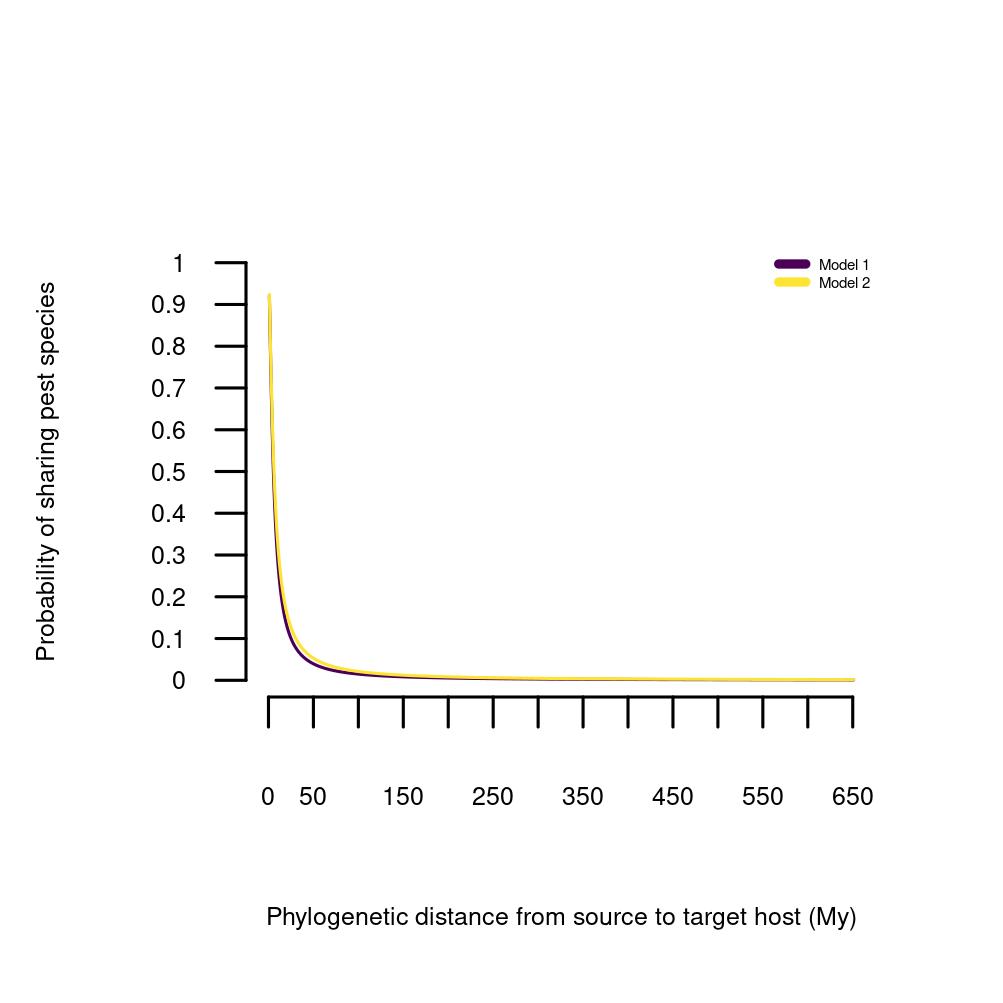 Model 1
Model 2
1
0.9
0.8
0.7
0.6
0.5
0.4
0.3
0.2
0.1
0
Probability of sharing pest species
0 50 150 250 350 450 550 650
Phylogenetic distance from source to target host (My)